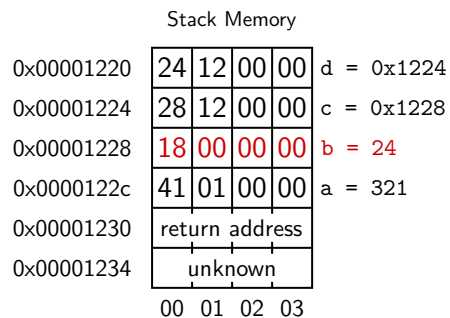 Stack Memory
0x00001220 24 12 00 00 d = 0x1224
0x00001224 28 12 00 00 c = 0x1228
0x00001228 18 00 00 00 b = 24
0x0000122c 41 01 00 00 a = 321
0x00001230 return address
0x00001234 unknown
00 01 02 03